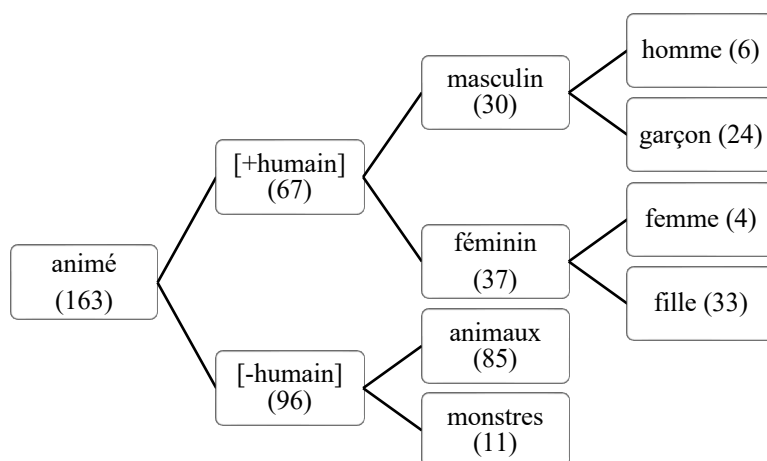 animé
(163)
[+humain]
(67)
[-humain]
(96)
masculin
(30)
féminin
(37)
animaux
(85)
monstres
(11)
homme (6)
garçon (24)
femme (4)
fille (33)